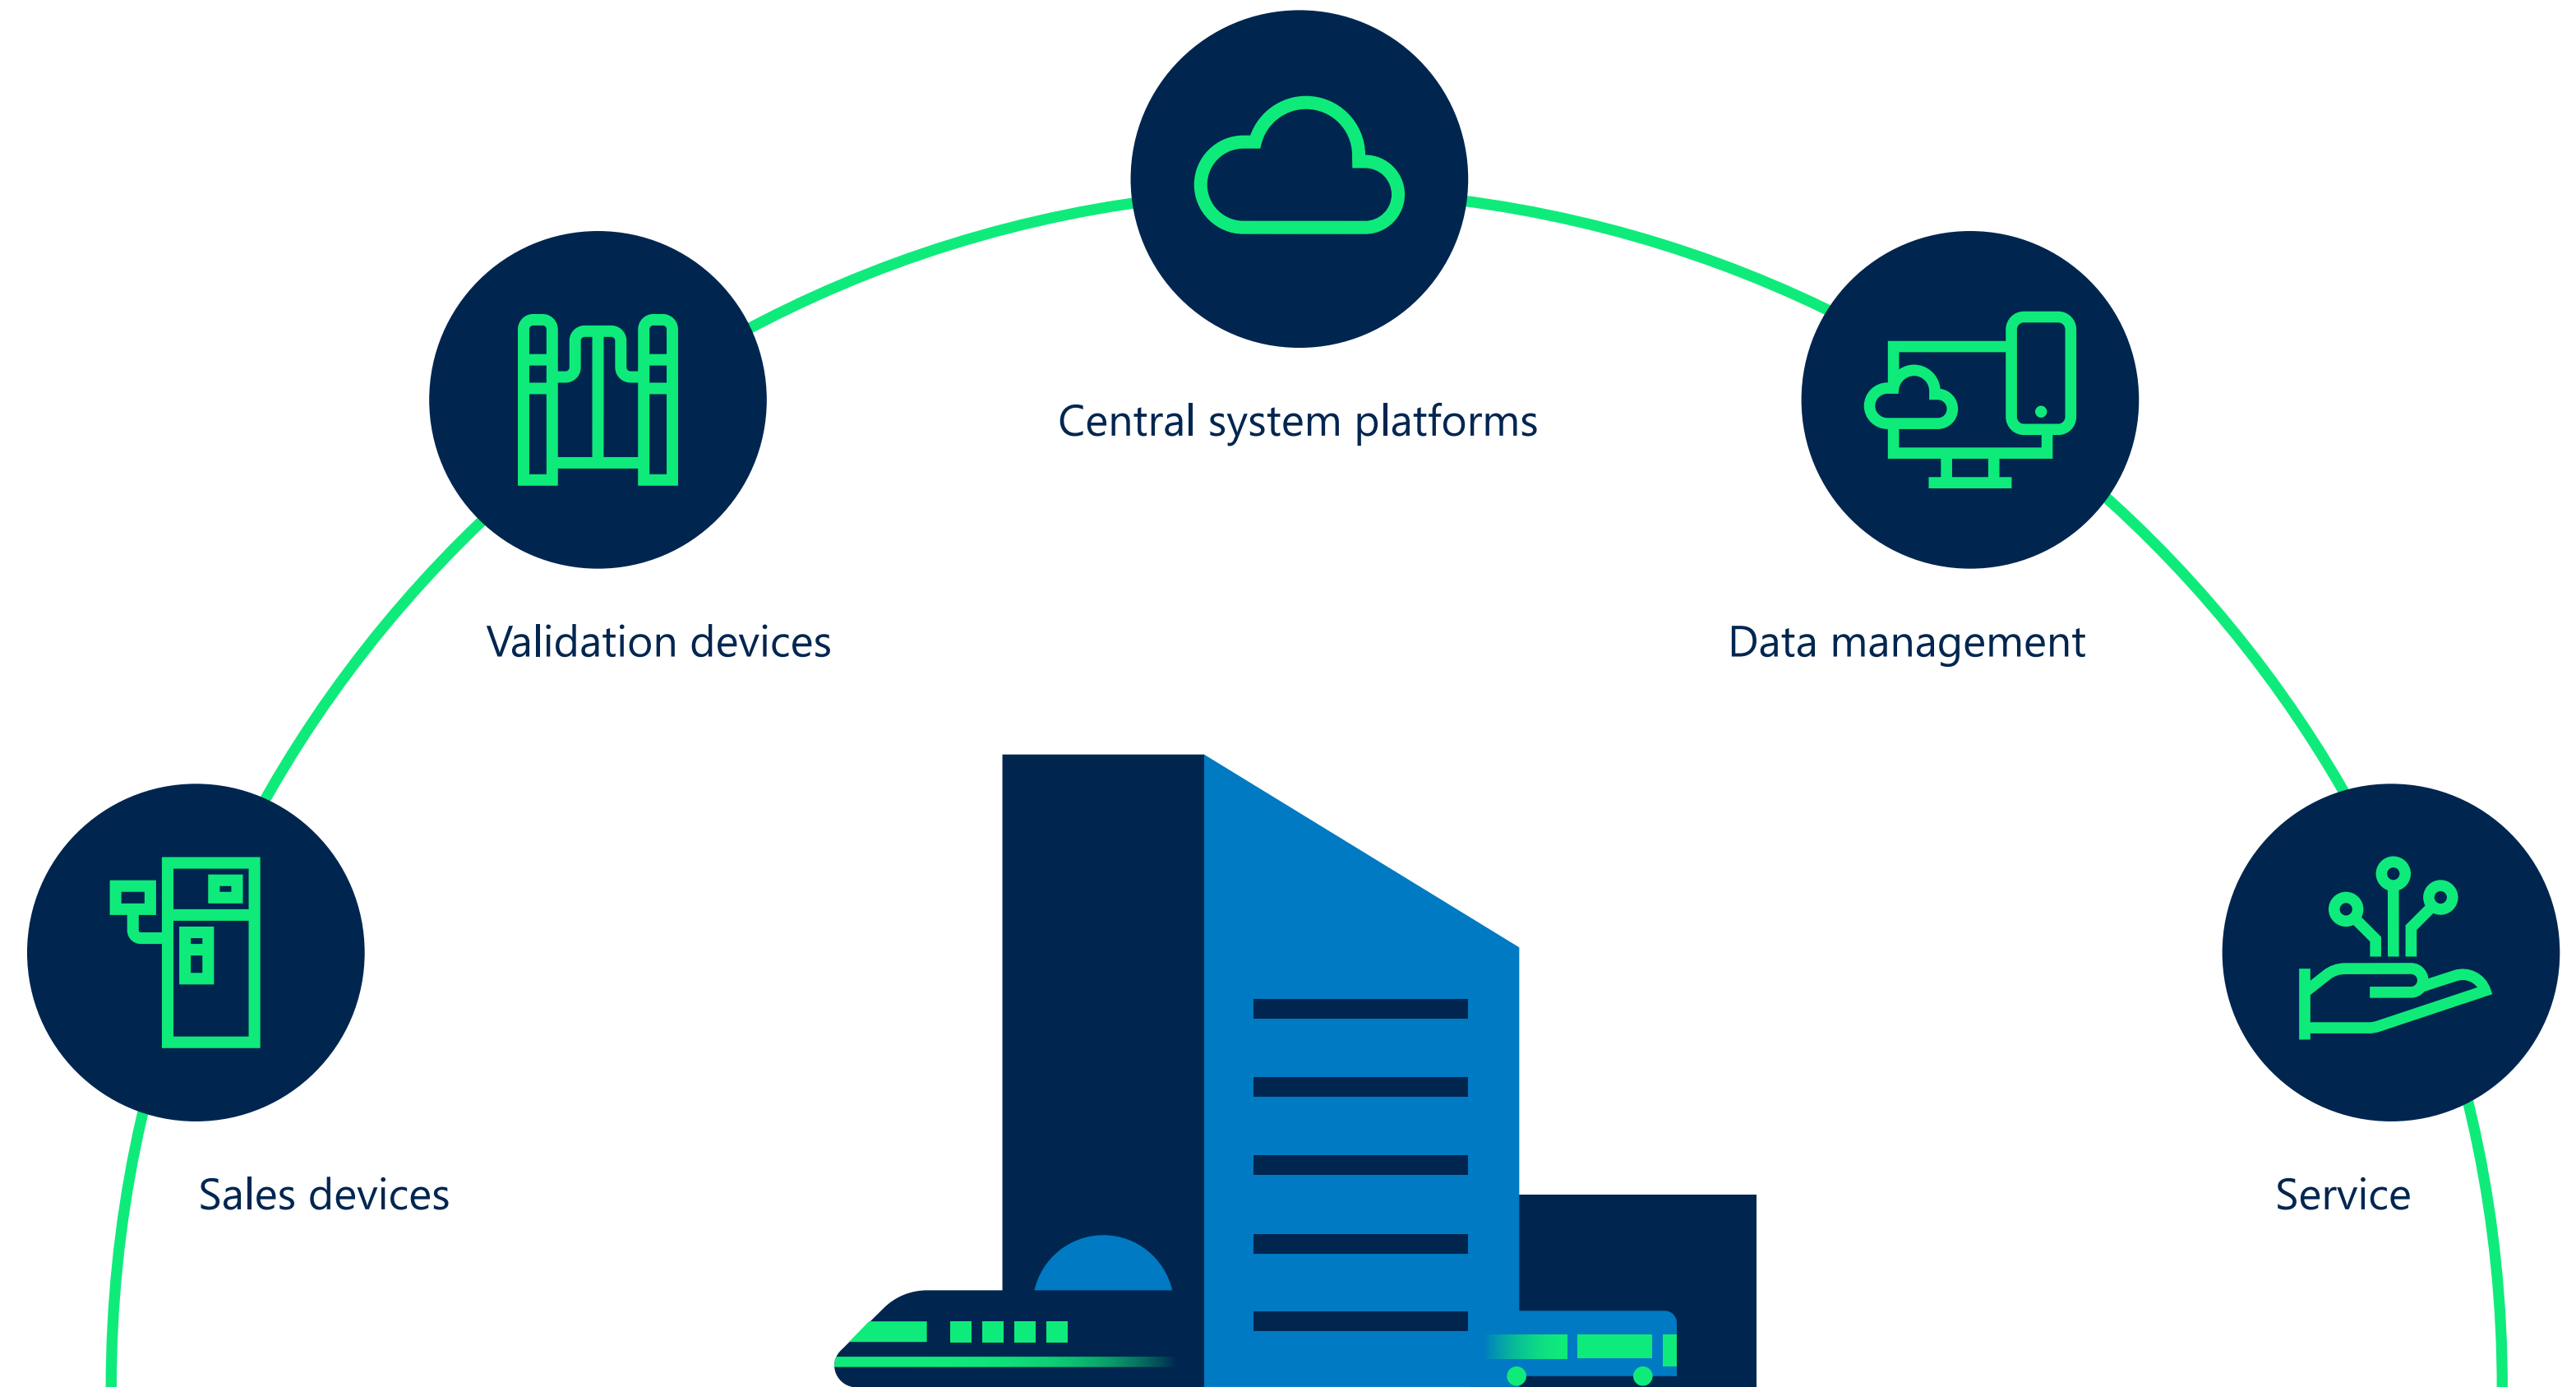 Central system platforms
Validation devices
Data management
Sales devices
Service